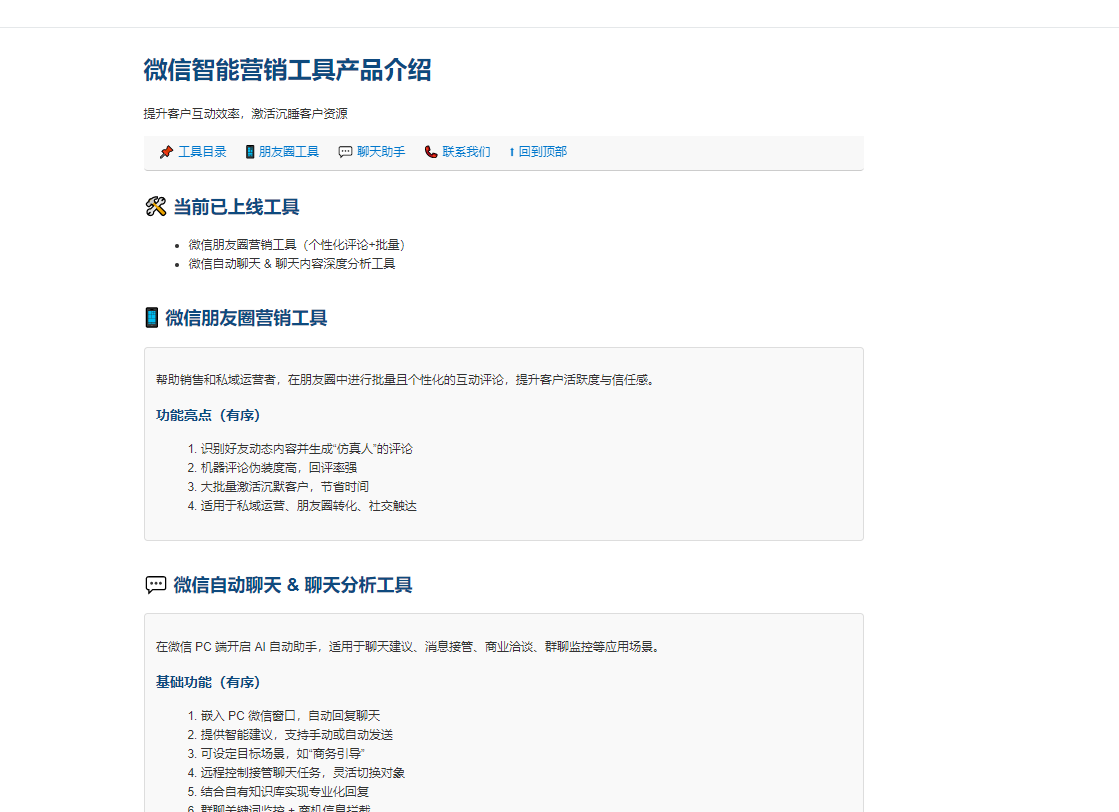 微信智能营销工具产品介绍
提升客户互动效率，激活沉睡客户资源
📌 工具目录 📱 朋友圈工具 💬 聊天助手 📞 联系我们 ⬆ 回到顶部
🛠 当前已上线工具
• 微信朋友圈营销工具（个性化评论+批量）
• 微信自动聊天 & 聊天内容深度分析工具
📱 微信朋友圈营销工具
帮助销售和私域运营者，在朋友圈中进行批量且个性化的互动评论，提升客户活跃度与信任感。
功能亮点（有序）
1. 识别好友动态内容并生成“仿真人”的评论
2. 机器评论伪装度高，回评率强
3. 大批量激活沉默客户，节省时间
4. 适用于私域运营、朋友圈转化、社交触达
💬 微信自动聊天 & 聊天分析工具
在微信 PC 端开启 AI 自动助手，适用于聊天建议、消息接管、商业洽谈、群聊监控等应用场景。
基础功能（有序）
1. 嵌入 PC 微信窗口，自动回复聊天
2. 提供智能建议，支持手动或自动发送
3. 可设定目标场景，如“商务引导”
4. 远程控制接管聊天任务，灵活切换对象
5. 结合自有知识库实现专业化回复
6. 群聊关键词监控 + 商机信息拦截